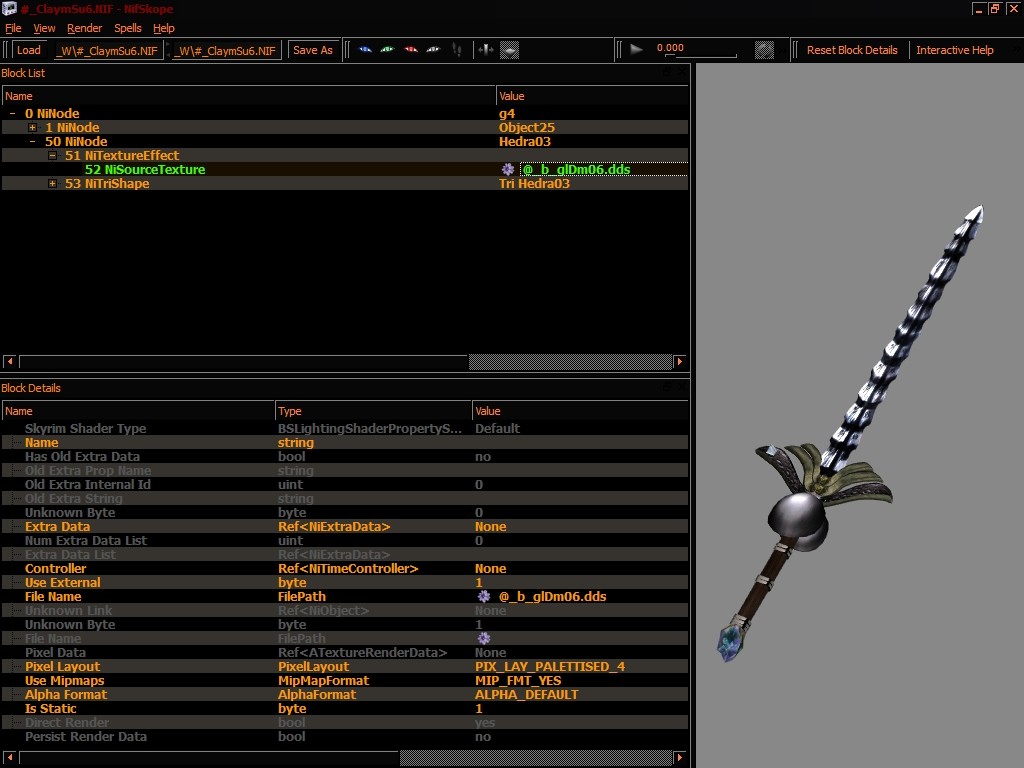 #_ClaymSu6.NIF - NifSkope
File View Render Spells Help
Load _W\#_ClaymSu6.NIF _W\#_ClaymSu6.NIF Save As 0.000 Reset Block Details Interactive Help
Block List
Name Value
0 NiNode g4
1 NiNode Object25
50 NiNode Hedra03
51 NiTextureEffect
52 NiSourceTexture @_b_glDm06.dds
53 NiTriShape Tri Hedra03
Block Details
Name Type Value
Skyrim Shader Type BSLightingShaderPropertyS... Default
Name string
Has Old Extra Data bool no
Old Extra Prop Name string
Old Extra Internal Id uint 0
Old Extra String string
Unknown Byte byte 0
Extra Data Ref<NiExtraData> None
Num Extra Data List uint 0
Extra Data List Ref<NiExtraData>
Controller Ref<NiTimeController> None
Use External byte 1
File Name FilePath @_b_glDm06.dds
Unknown Link Ref<NiObject> None
Unknown Byte byte 1
File Name FilePath
Pixel Data Ref<ATextureRenderData> None
Pixel Layout PixelLayout PIX_LAY_PALETTISED_4
Use Mipmaps MipMapFormat MIP_FMT_YES
Alpha Format AlphaFormat ALPHA_DEFAULT
Is Static byte 1
Direct Render bool yes
Persist Render Data bool no